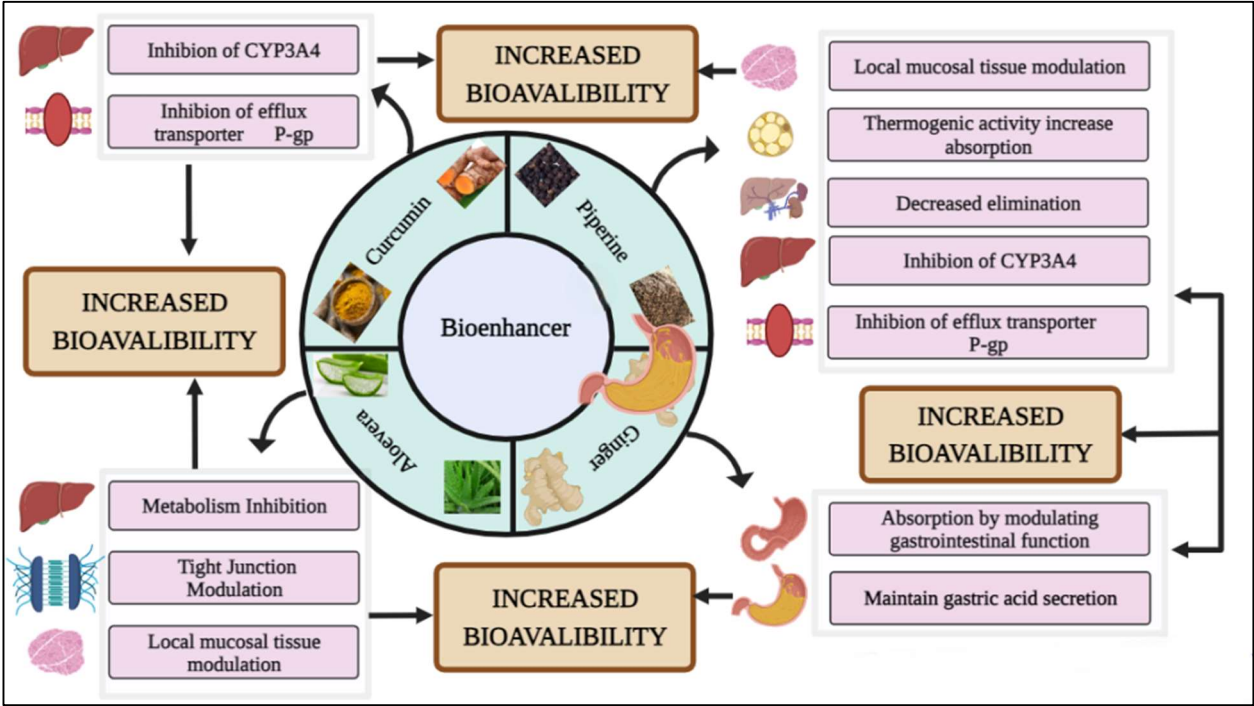 Inhibion of CYP3A4
Inhibion of efflux
transporter P-gp
INCREASED
BIOAVALIBILITY
Local mucosal tissue modulation
Thermogenic activity increase
absorption
Decreased elimination
Inhibion of CYP3A4
Inhibion of efflux transporter
P-gp
Curcumin
Piperine
Bioenhancer
Aloevera
Ginger
INCREASED
BIOAVALIBILITY
INCREASED
BIOAVALIBILITY
Metabolism Inhibition
Tight Junction
Modulation
Local mucosal tissue
modulation
INCREASED
BIOAVALIBILITY
Absorption by modulating
gastrointestinal function
Maintain gastric acid secretion